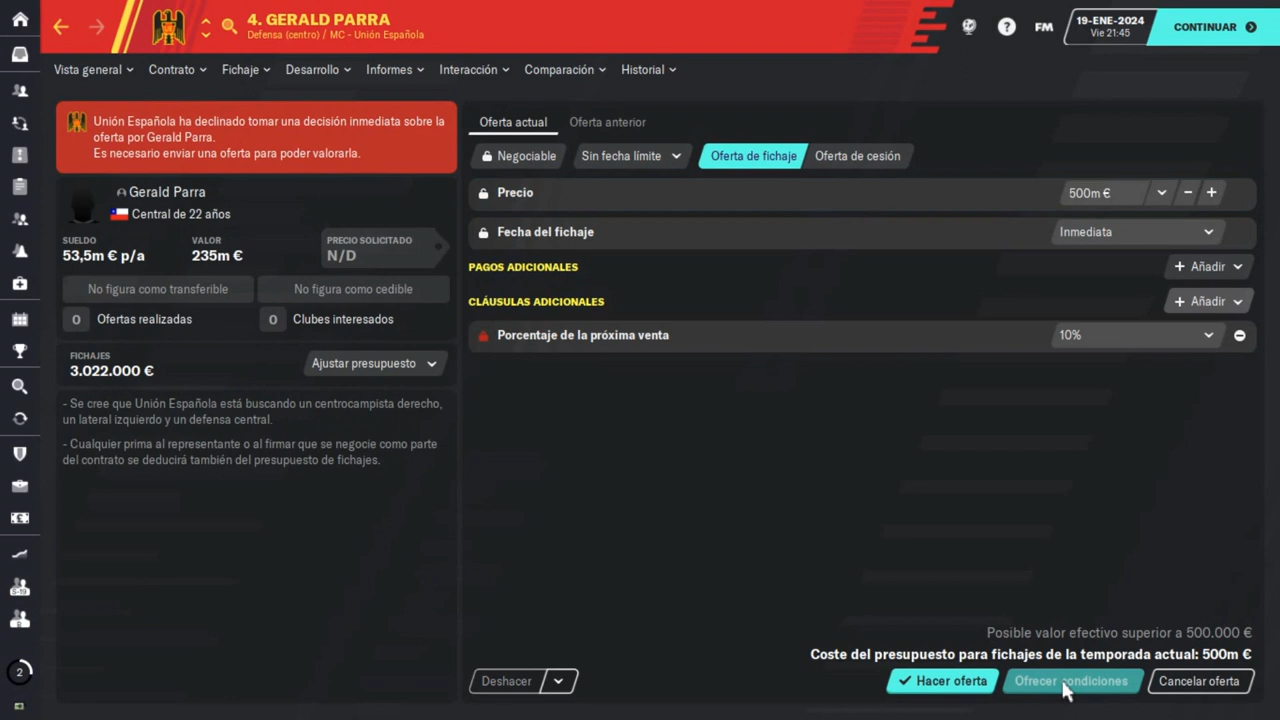 4. GERALD PARRA
Defensa (centro) / MC - Unión Española
FM
19-ENE-2024
Vie 21:45
CONTINUAR
Vista general
Contrato
Fichaje
Desarrollo
Informes
Interacción
Comparación
Historial
Unión Española ha declinado tomar una decisión inmediata sobre la
oferta por Gerald Parra.
Es necesario enviar una oferta para poder valorarla.
Gerald Parra
Central de 22 años
SUELDO
53,5m € p/a
VALOR
235m €
PRECIO SOLICITADO
N/D
No figura como transferible
No figura como cedible
0 Ofertas realizadas
0 Clubes interesados
FICHAJES
3.022.000 €
Ajustar presupuesto
- Se cree que Unión Española está buscando un centrocampista derecho,
un lateral izquierdo y un defensa central.
- Cualquier prima al representante o al firmar que se negocie como parte
del contrato se deducirá también del presupuesto de fichajes.
Oferta actual
Oferta anterior
Negociable
Sin fecha límite
Oferta de fichaje
Oferta de cesión
Precio
500m €
Fecha del fichaje
Inmediata
PAGOS ADICIONALES
+ Añadir
CLÁUSULAS ADICIONALES
+ Añadir
Porcentaje de la próxima venta
10%
Posible valor efectivo superior a 500.000 €
Coste del presupuesto para fichajes de la temporada actual: 500m €
Deshacer
Hacer oferta
Ofrecer condiciones
Cancelar oferta
S-19
R
2